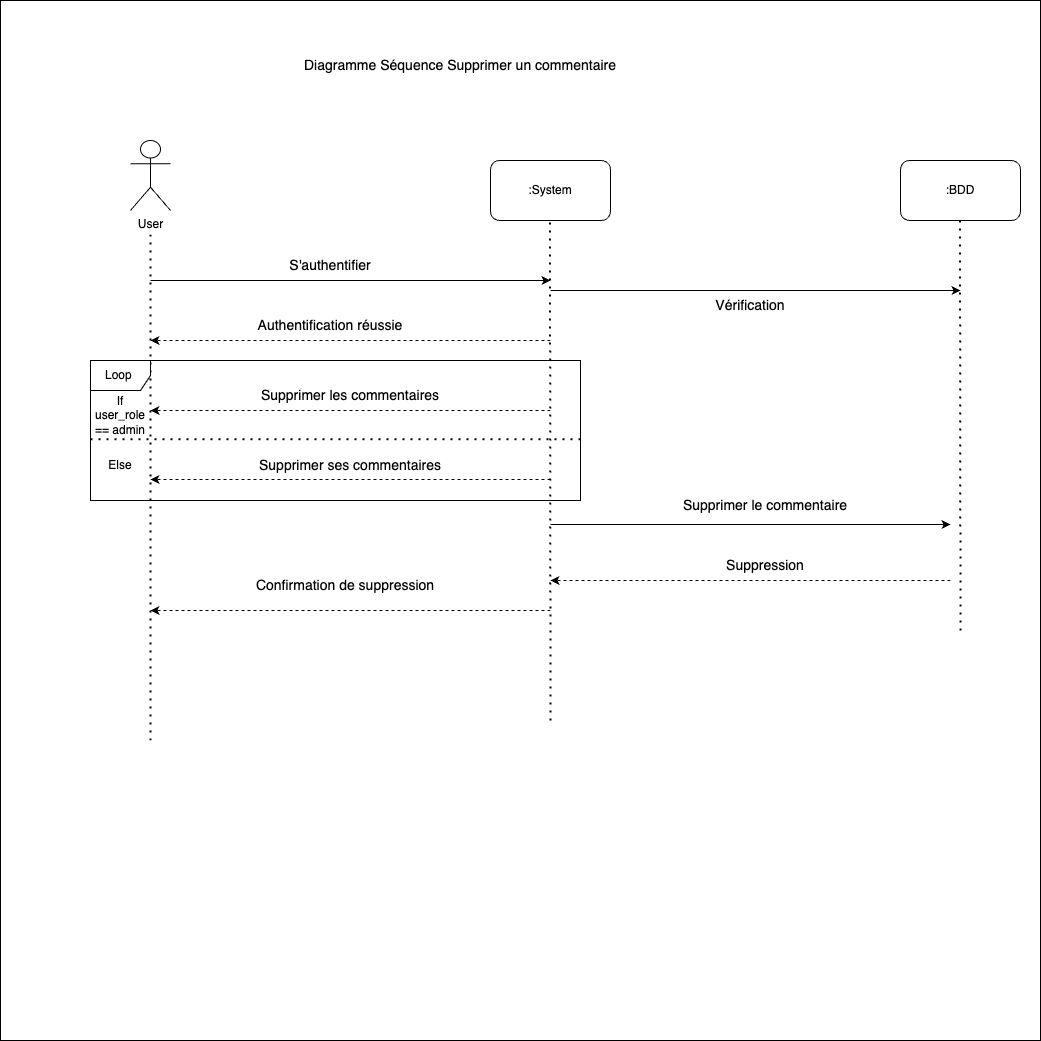 Diagramme Séquence Supprimer un commentaire
User
:System
:BDD
S'authentifier
Vérification
Authentification réussie
Loop
If
user_role
== admin
Supprimer les commentaires
Else
Supprimer ses commentaires
Supprimer le commentaire
Suppression
Confirmation de suppression